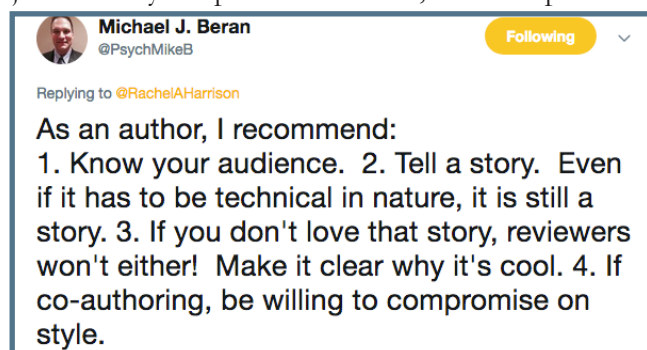 Michael J. Beran
@PsychMikeB
Following
Replying to @RachelAHarrison
As an author, I recommend:
1. Know your audience.  2. Tell a story.  Even
if it has to be technical in nature, it is still a
story. 3. If you don't love that story, reviewers
won't either!  Make it clear why it's cool. 4. If
co-authoring, be willing to compromise on
style.